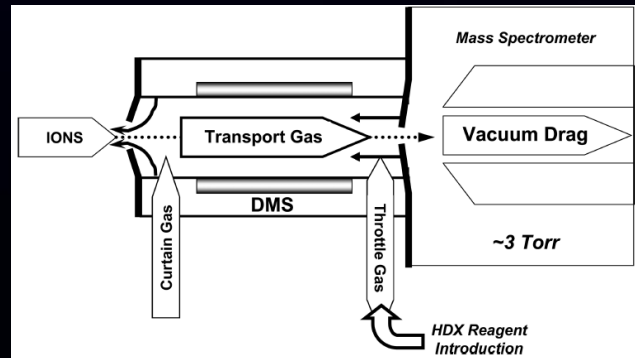 Mass Spectrometer
IONS
Transport Gas
Vacuum Drag
DMS
Curtain Gas
Throttle Gas
~3 Torr
HDX Reagent
Introduction